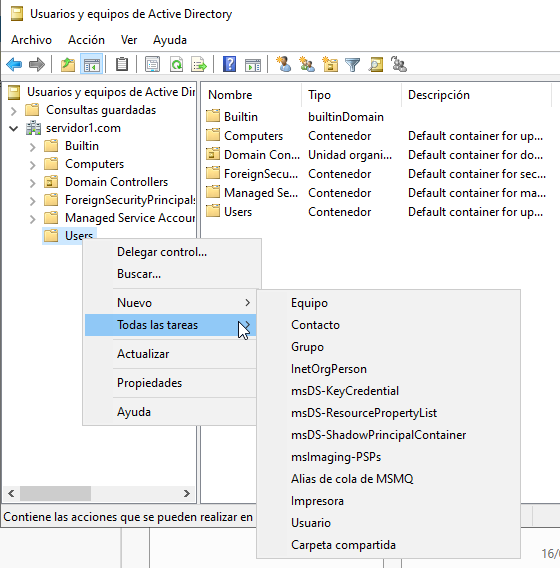 Usuarios y equipos de Active Directory
Archivo Acción Ver Ayuda
Usuarios y equipos de Active Dir
Consultas guardadas
servidor1.com
Builtin
Computers
Domain Controllers
ForeignSecurityPrincipals
Managed Service Accour
Users
Nombre Tipo Descripción
Builtin builtinDomain
Computers Contenedor Default container for up...
Domain Con... Unidad organi... Default container for do...
ForeignSec... Contenedor Default container for sec...
Managed Se... Contenedor Default container for ma...
Users Contenedor Default container for up...
Delegar control...
Buscar...
Nuevo
Todas las tareas
Actualizar
Propiedades
Ayuda
Equipo
Contacto
Grupo
InetOrgPerson
msDS-KeyCredential
msDS-ResourcePropertyList
msDS-ShadowPrincipalContainer
msImaging-PSPs
Alias de cola de MSMQ
Impresora
Usuario
Carpeta compartida
Contiene las acciones que se pueden realizar en
16/